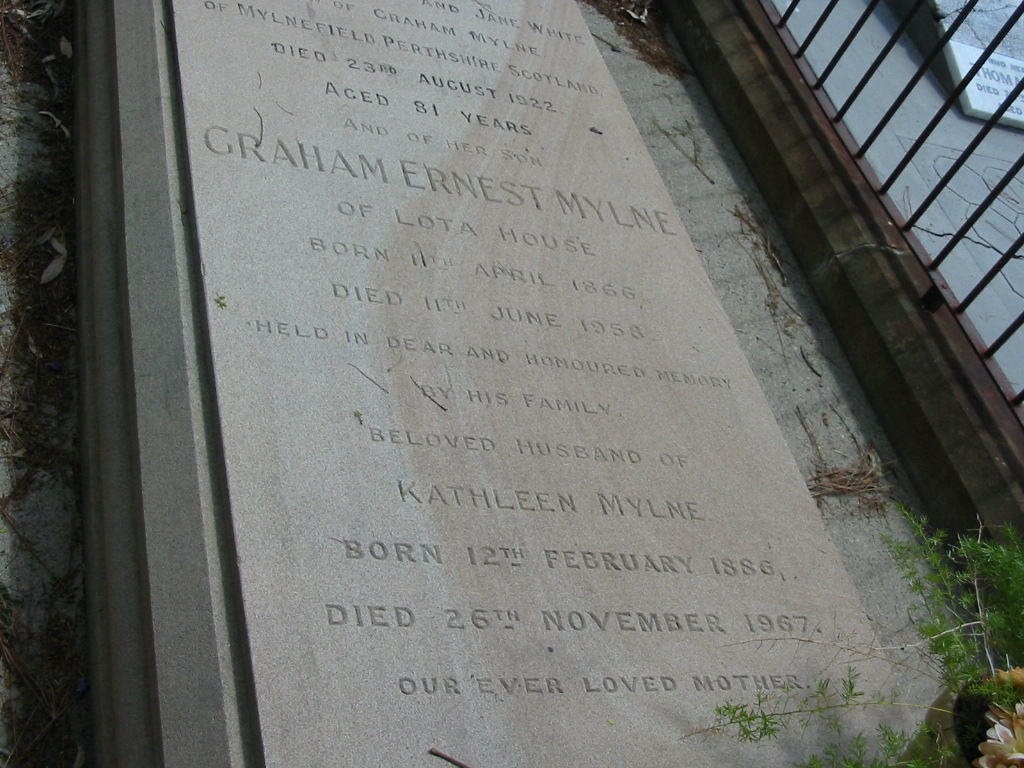 AND JANE WHITE
OF GRAHAM MYLNE
OF MYLNEFIELD PERTHSHIRE SCOTLAND,
DIED 23RD AUGUST 1922.
AGED 81 YEARS
AND OF HER SON
GRAHAM ERNEST MYLNE
OF LOTA HOUSE
BORN 11TH APRIL 1866,
DIED 11TH JUNE 1958.
HELD IN DEAR AND HONOURED MEMORY
BY HIS FAMILY.
BELOVED HUSBAND OF
KATHLEEN MYLNE
BORN 12TH FEBRUARY 1886,
DIED 26TH NOVEMBER 1967.
OUR EVER LOVED MOTHER.
THOMA
DIED